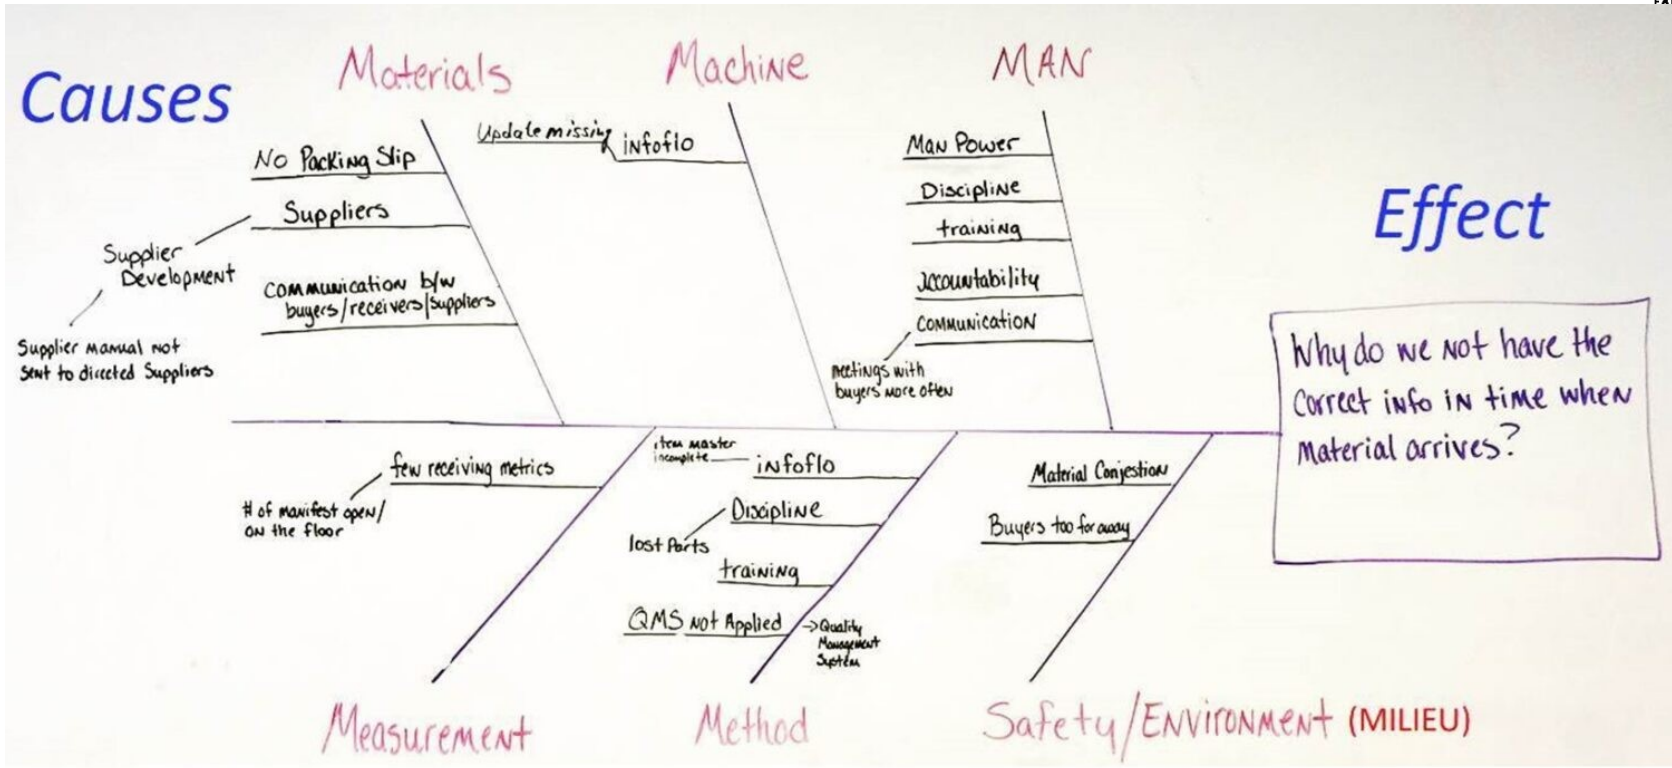 Causes
Materials
Machine
MAN
No Packing Slip
Suppliers
Supplier
Development
Supplier manual not
sent to directed suppliers
Communication b/w
buyers/receivers/suppliers
Update missing
infoflo
Man Power
Discipline
training
accountability
Communication
meetings with
buyers more often
Effect
Why do we not have the
correct info in time when
Material arrives?
few receiving metrics
# of manifest open/
on the floor
item master
incomplete
infoflo
Discipline
lost Parts
training
QMS not Applied
→Quality
Management
System
Material Conjestion
Buyers too far away
Measurement
Method
Safety/Environment (MILIEU)